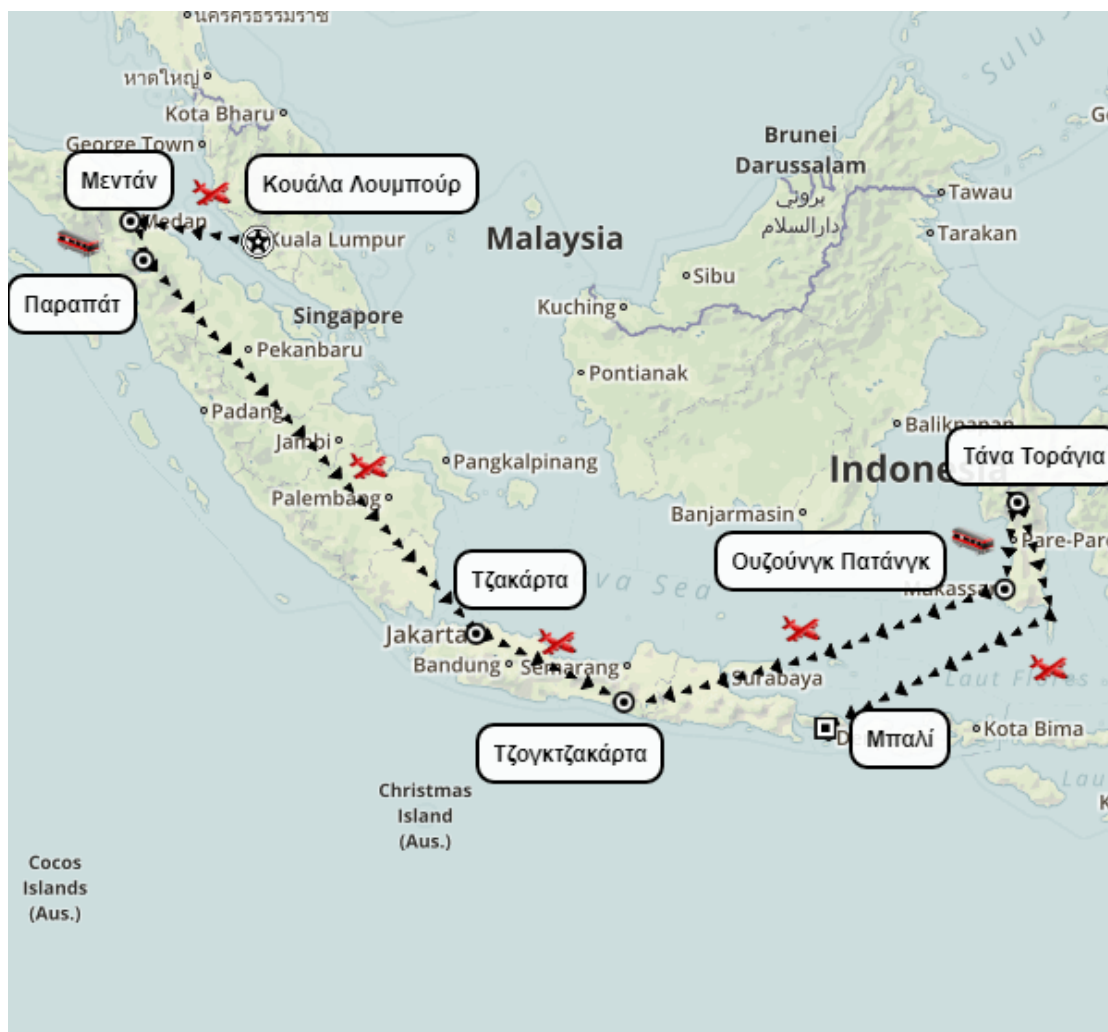 นครศรีธรรมราช
Sulu S
หาดใหญ่
Kota Bharu
George Town
Brunei
Darussalam
بروني
دارالسلام
Μεντάν
Κουάλα Λουμπούρ
Tawau
Medan
Kuala Lumpur
Malaysia
Tarakan
Sibu
Παραπάτ
Singapore
Kuching
Pekanbaru
Pontianak
Padang
Jambi
Balikpapan
Pangkalpinang
Τάνα Τοράγια
Indonesia
Palembang
Banjarmasin
Pare-Pare
Ουζούνγκ Πατάνγκ
Τζακάρτα
Java Sea
Makassar
Jakarta
Bandung
Semarang
Surabaya
Laut Flores
Τζογκτζακάρτα
Μπαλί
De
Kota Bima
Lau
Christmas
Island
(Aus.)
K
Cocos
Islands
(Aus.)